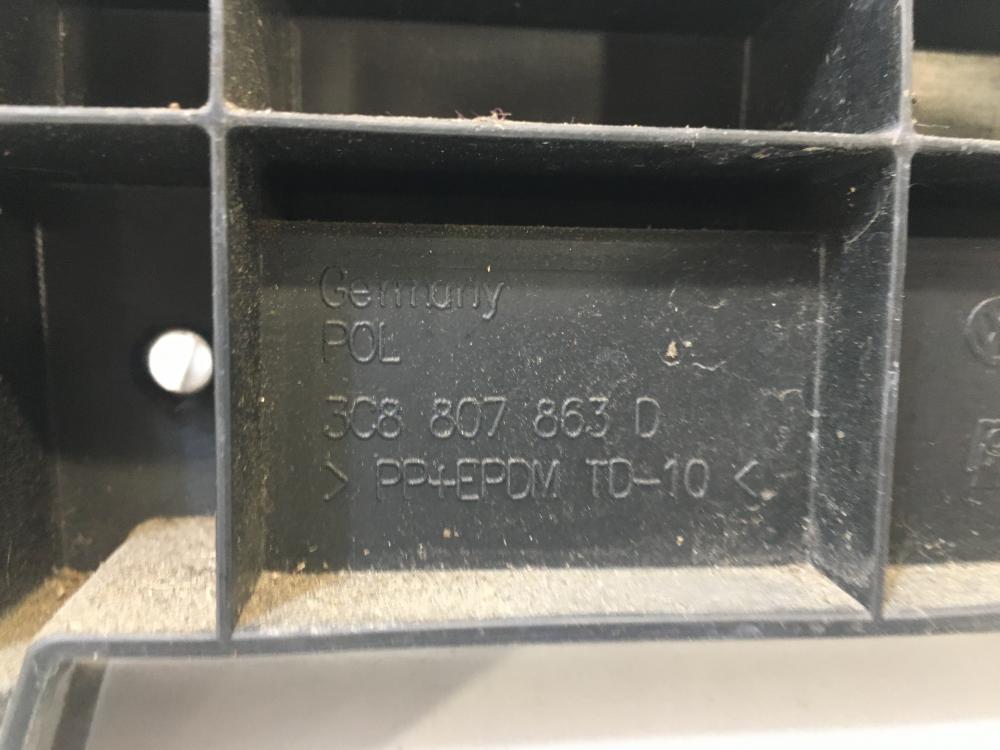 Germany
POL
3C8 807 863 D
> PP+EPDM TD-10 <